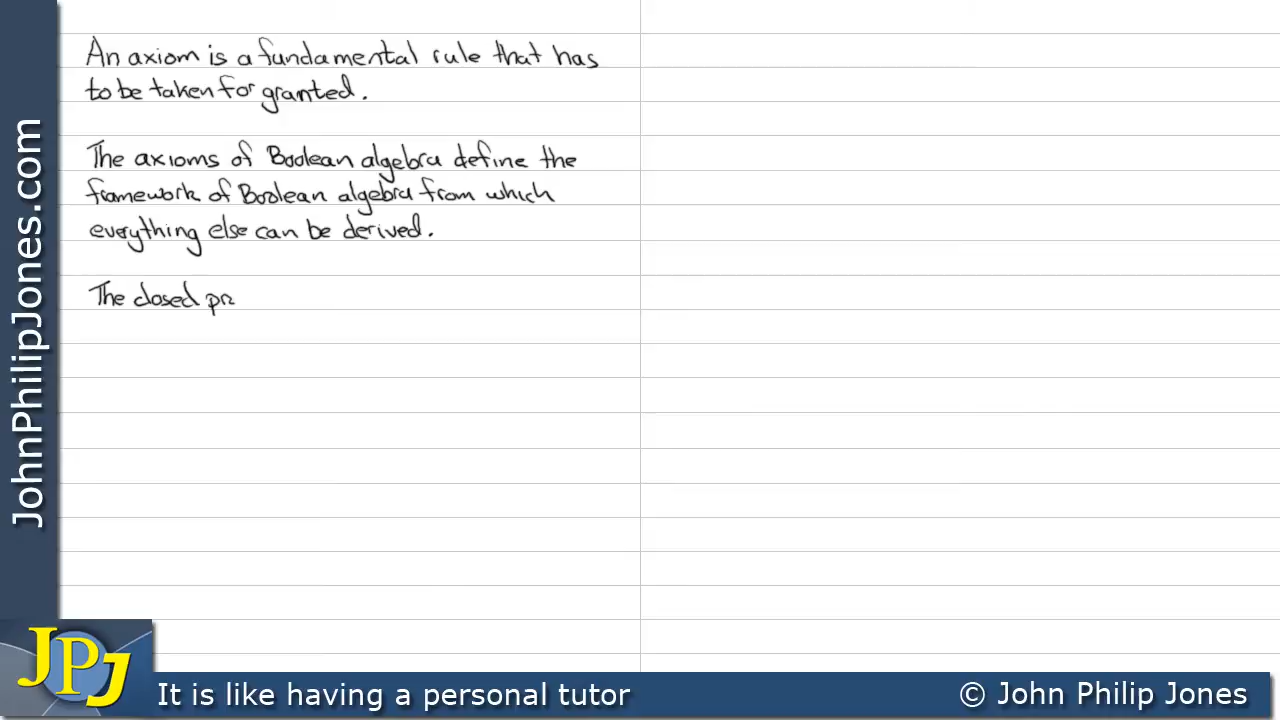 An axiom is a fundamental rule that has
to be taken for granted.
The axioms of Boolean algebra define the
framework of Boolean algebra from which
everything else can be derived.
The closed pr
JohnPhilipJones.com
JPJ
It is like having a personal tutor
© John Philip Jones